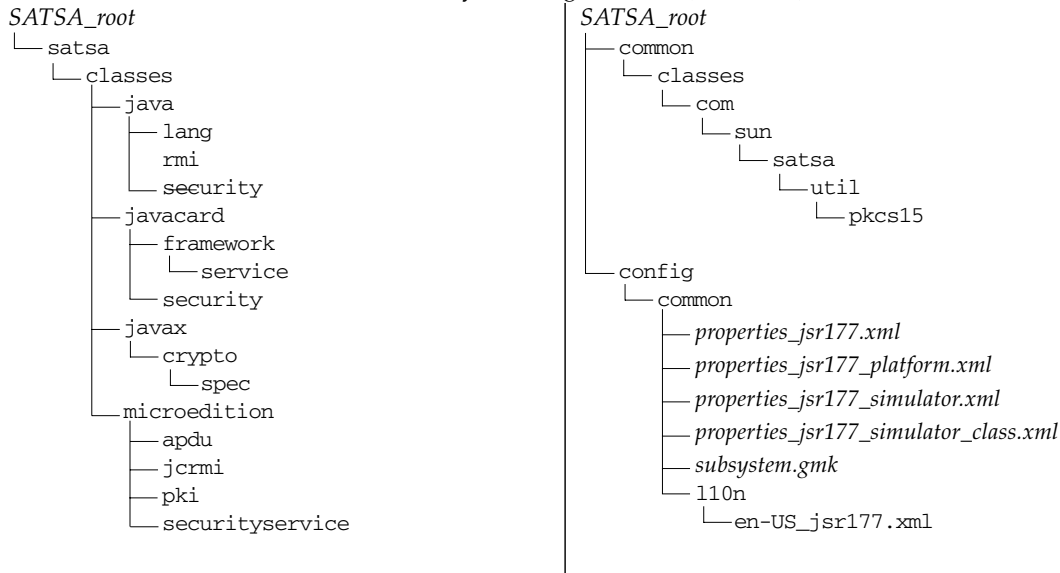 SATSA_root
satsa
classes
java
lang
rmi
security
javacard
framework
service
security
javax
crypto
spec
microedition
apdu
jcrmi
pki
securityservice
SATSA_root
common
classes
com
sun
satsa
util
pkcs15
config
common
properties_jsr177.xml
properties_jsr177_platform.xml
properties_jsr177_simulator.xml
properties_jsr177_simulator_class.xml
subsystem.gmk
l10n
en-US_jsr177.xml